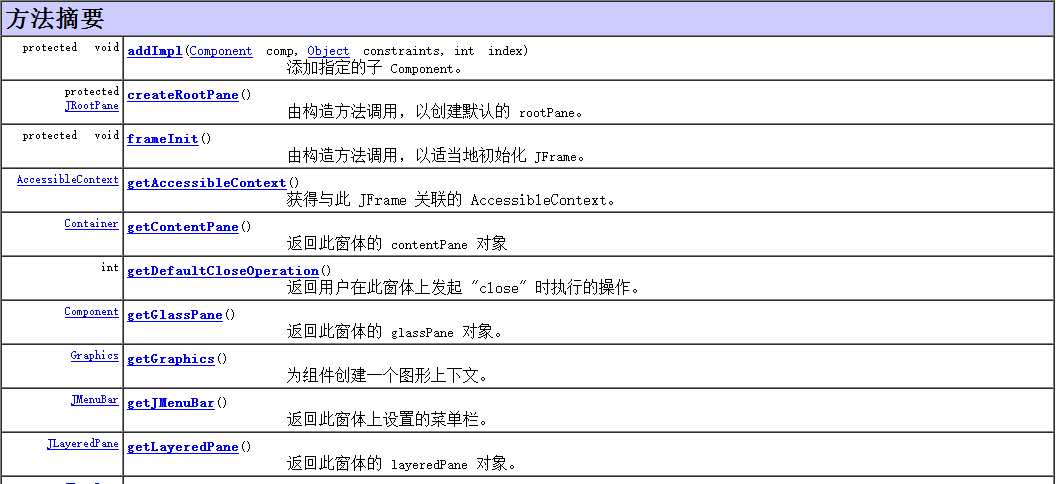 方法摘要
protected void addImpl(Component comp, Object constraints, int index)
添加指定的子 Component。
protected JRootPane createRootPane()
由构造方法调用，以创建默认的 rootPane。
protected void frameInit()
由构造方法调用，以适当地初始化 JFrame。
AccessibleContext getAccessibleContext()
获得与此 JFrame 关联的 AccessibleContext。
Container getContentPane()
返回此窗体的 contentPane 对象
int getDefaultCloseOperation()
返回用户在此窗体上发起 "close" 时执行的操作。
Component getGlassPane()
返回此窗体的 glassPane 对象。
Graphics getGraphics()
为组件创建一个图形上下文。
JMenuBar getJMenuBar()
返回此窗体上设置的菜单栏。
JLayeredPane getLayeredPane()
返回此窗体的 layeredPane 对象。